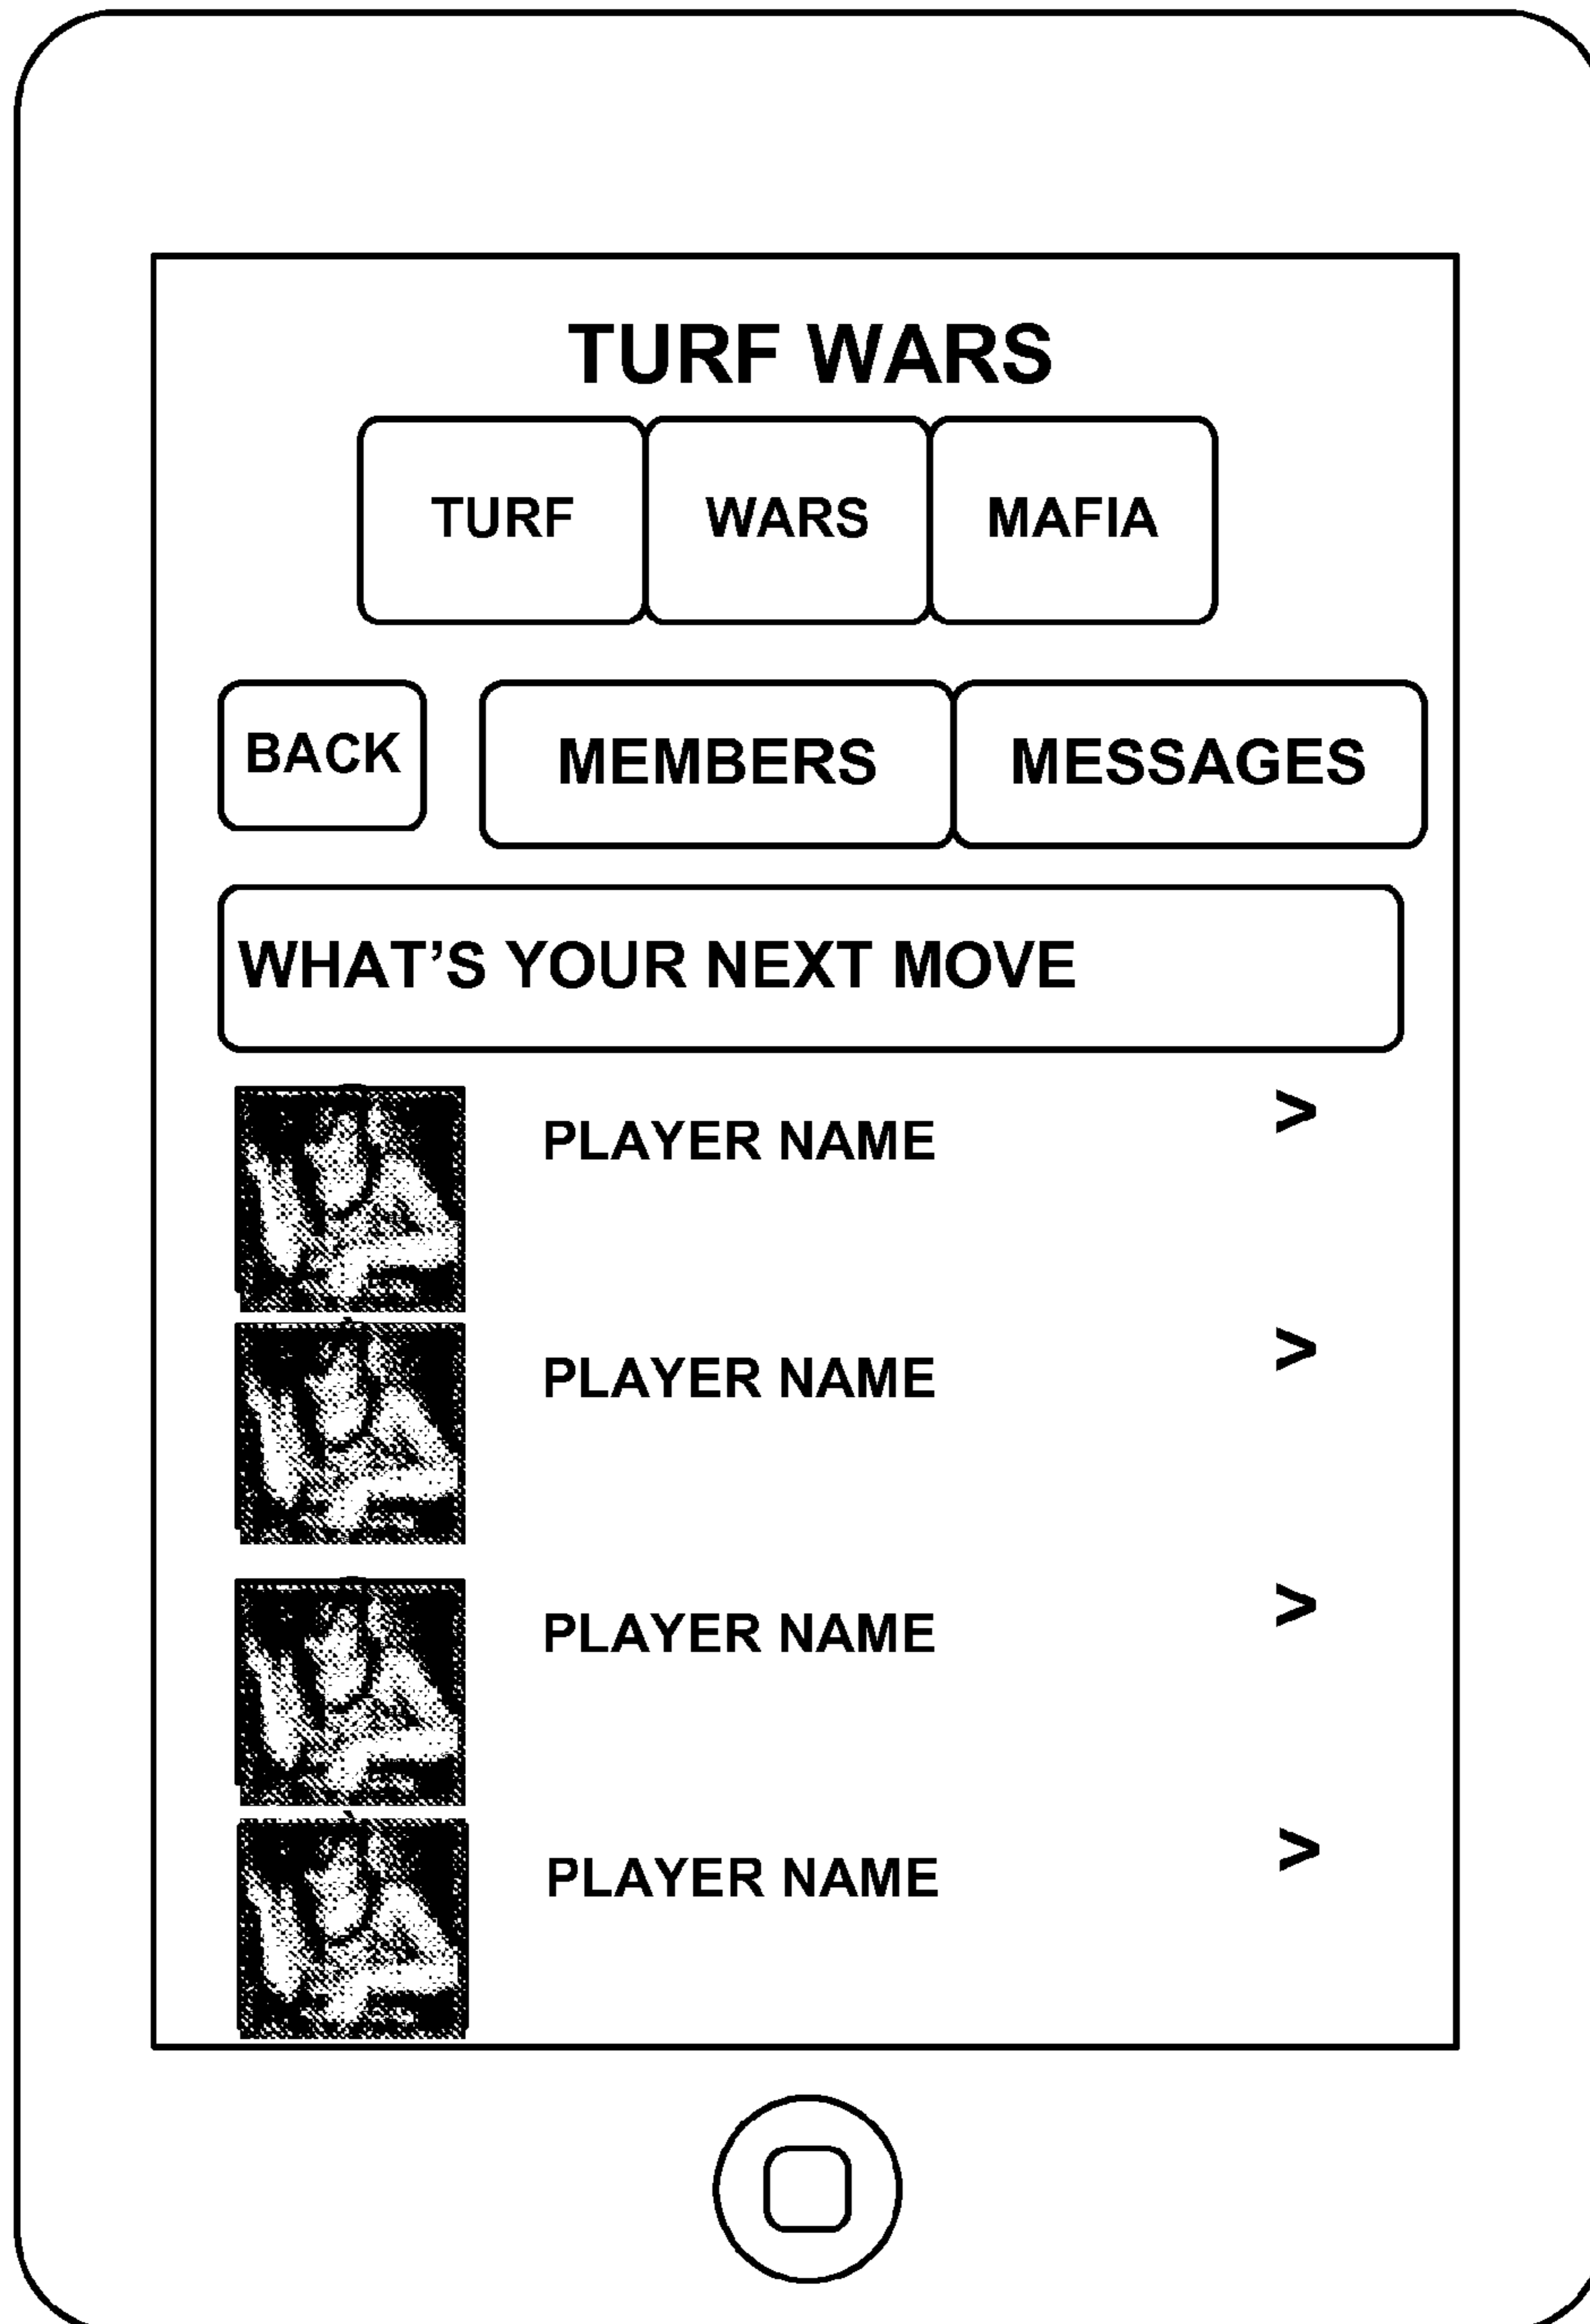 TURF WARS
TURF WARS MAFIA
BACK MEMBERS MESSAGES
WHAT’S YOUR NEXT MOVE
PLAYER NAME >
PLAYER NAME >
PLAYER NAME >
PLAYER NAME >